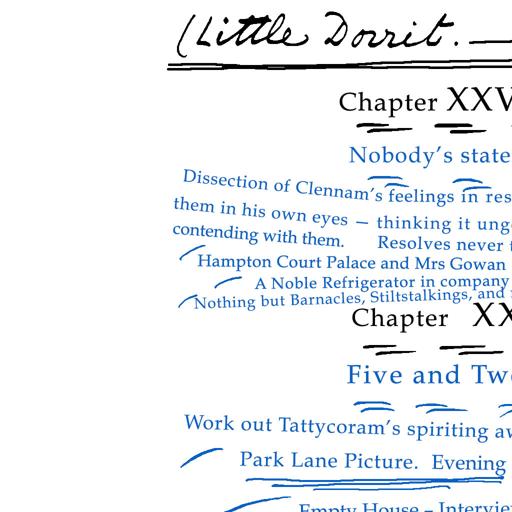 (Little Dorrit. —
Chapter XXV
Nobody's state
Dissection of Clennam's feelings in res
them in his own eyes — thinking it ung
contending with them. Resolves never t
Hampton Court Palace and Mrs Gowan
A Noble Refrigerator in company
Nothing but Barnacles, Stiltstalkings, and
Chapter XX
Five and Twe
Work out Tattycoram's spiriting aw
Park Lane Picture. Evening
Empty House – Interview